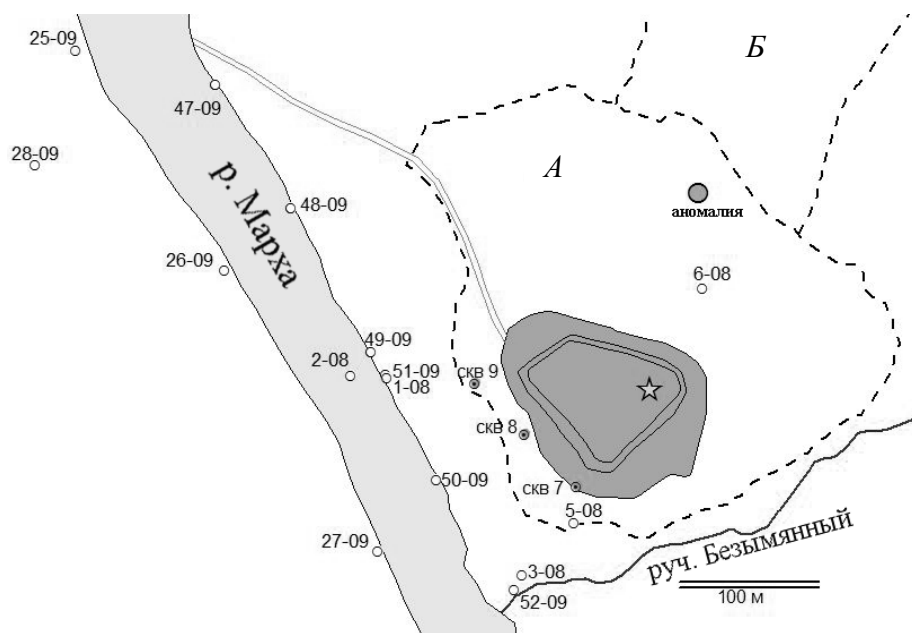 25-09
Б
47-09
28-09
А
р. Марха
48-09
аномалия
26-09
6-08
49-09
2-08
51-09
скв 9
1-08
скв 8
50-09
скв 7
5-08
27-09
руч. Безымянный
3-08
52-09
100 м